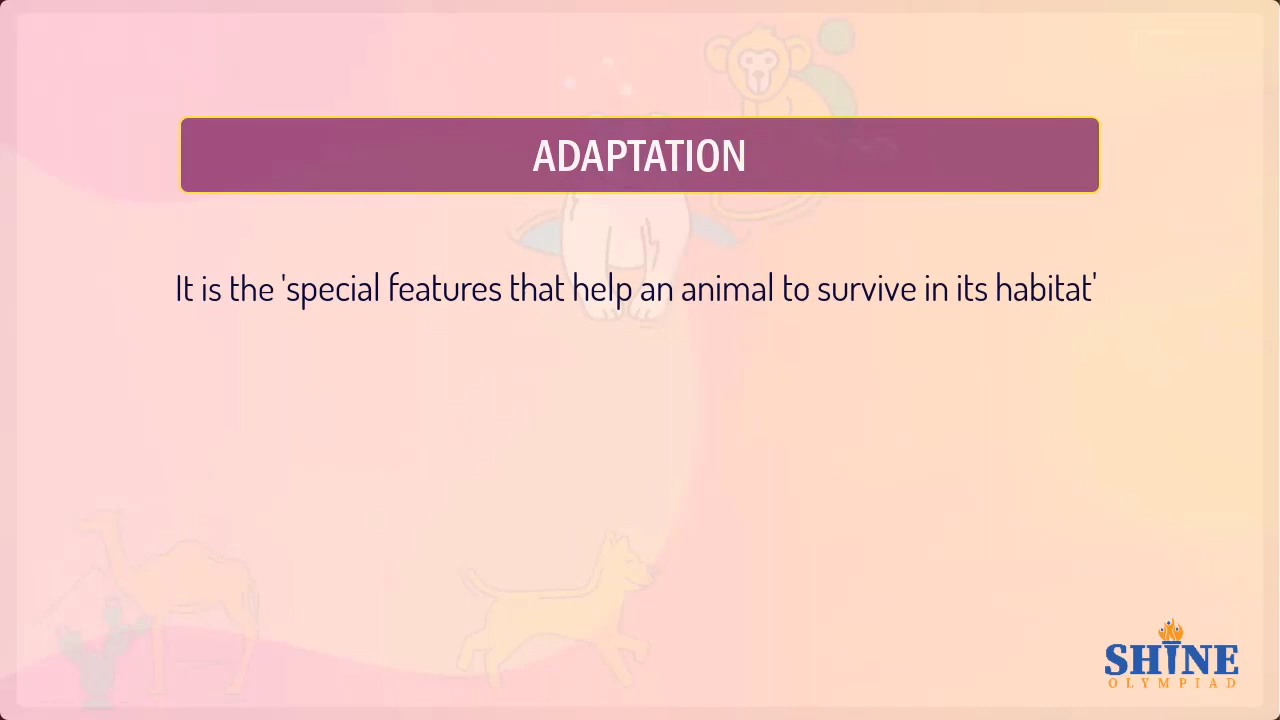 ADAPTATION
It is the 'special features that help an animal to survive in its habitat'
SHINE
OLYMPIAD